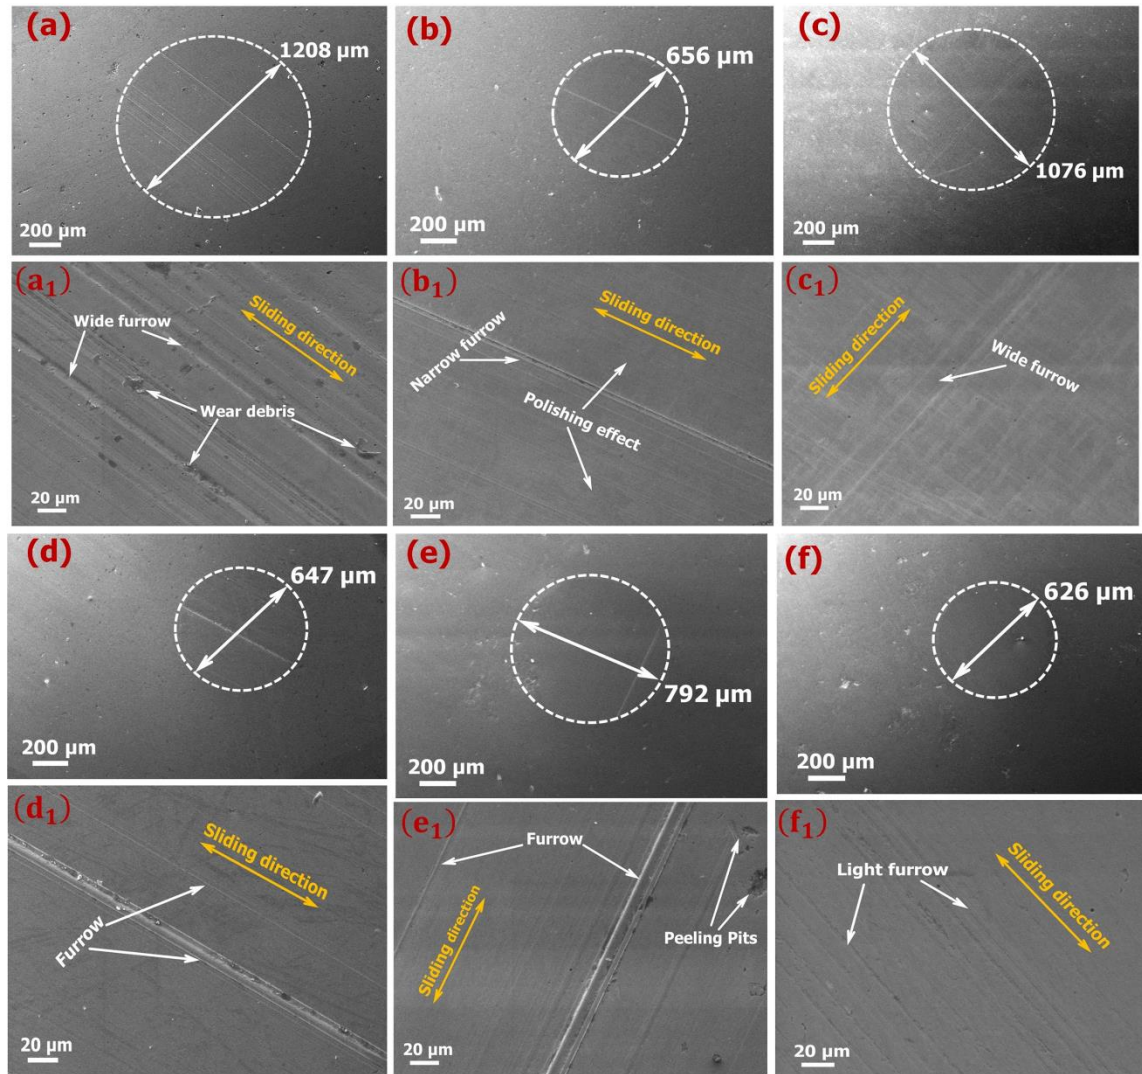 (a)
1208 μm
200 μm
(b)
656 μm
200 μm
(c)
1076 μm
200 μm
(a₁)
Wide furrow
Sliding direction
Wear debris
20 μm
(b₁)
Sliding direction
Narrow furrow
Polishing effect
20 μm
(c₁)
Sliding direction
Wide furrow
20 μm
(d)
647 μm
200 μm
(e)
792 μm
200 μm
(f)
626 μm
200 μm
(d₁)
Sliding direction
Furrow
20 μm
(e₁)
Furrow
Sliding direction
Peeling Pits
20 μm
(f₁)
Light furrow
Sliding direction
20 μm